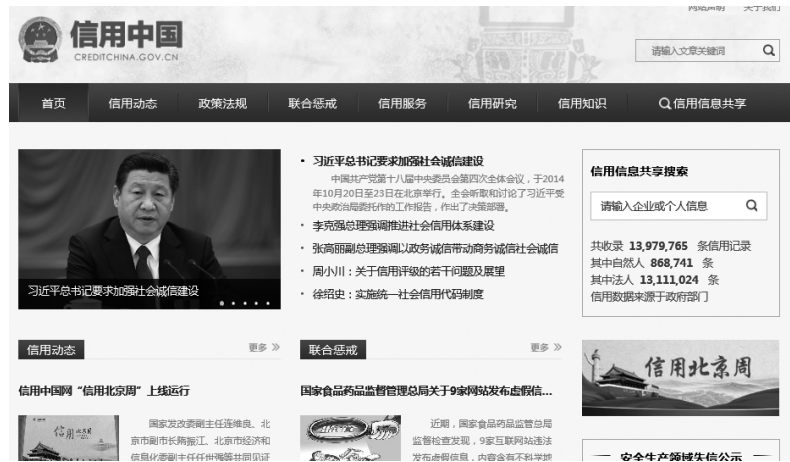 网站声明 关于我们
信用中国
CREDITCHINA.GOV.CN
请输入文章关键词
首页 信用动态 政策法规 联合惩戒 信用服务 信用研究 信用知识 信用信息共享
习近平总书记要求加强社会诚信建设
• 习近平总书记要求加强社会诚信建设
中国共产党第十八届中央委员会第四次全体会议，于2014
年10月20日至23日在北京举行。全会听取和讨论了习近平受
中央政治局委托作的工作报告，作出了决策部署。
• 李克强总理强调推进社会信用体系建设
• 张高丽副总理强调以政务诚信带动商务诚信社会诚信
• 周小川：关于信用评级的若干问题及展望
• 徐绍史：实施统一社会信用代码制度
信用信息共享搜索
请输入企业或个人信息
共收录 13,979,765 条信用记录
其中自然人 868,741 条
其中法人 13,111,024 条
信用数据来源于政府部门
信用动态 更多 》
信用中国网“信用北京周”上线运行
信用北京周
国家发改委副主任连维良、北
京市副市长隋振江、北京市经济和
信息化委副主任任世强等共同见证
联合惩戒 更多 》
国家食品药品监督管理总局关于9家网站发布虚假信...
近期，国家食品药品监管总局
监督检查发现，9家互联网站违法
发布虚假信息，内容含有不科学地
信用北京周
安全生产领域失信公示